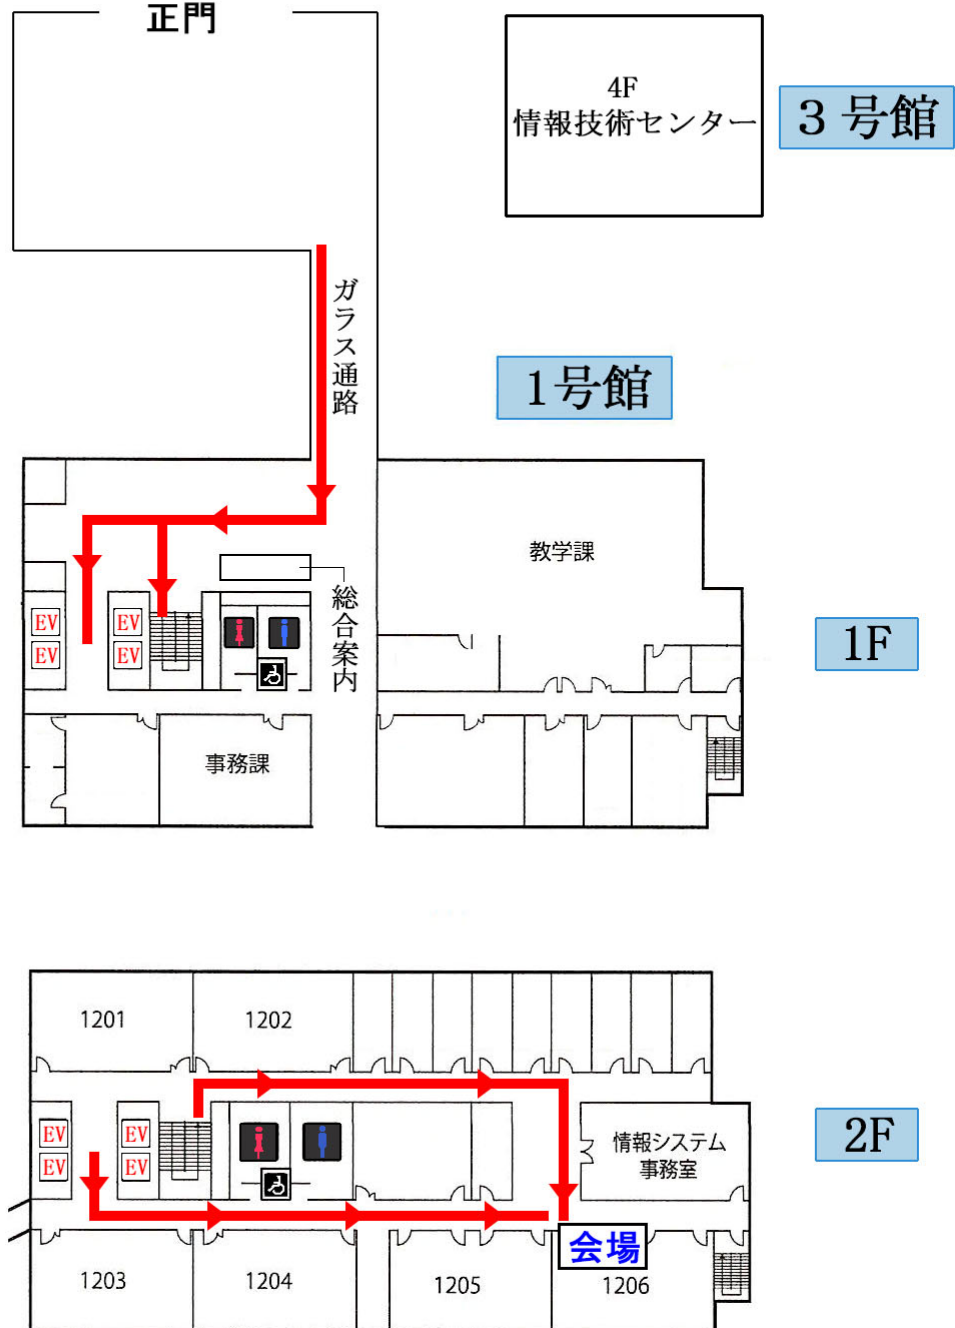 正門
4F
情報技術センター
3号館
ガラス通路
1号館
教学課
総合案内
EV
EV
EV
EV
1F
事務課
1201
1202
EV
EV
EV
EV
情報システム
事務室
2F
会場
1203
1204
1205
1206